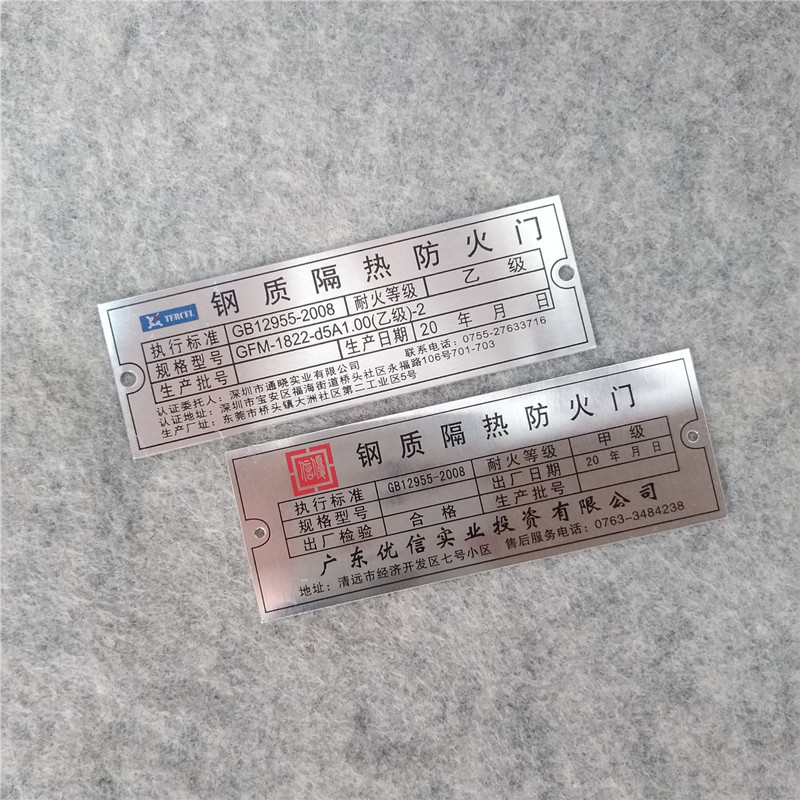 TERCEL 钢质隔热防火门
执行标准 GB12955-2008 耐火等级 乙 级
规格型号 GFM-1822-d5A1.00(乙级)-2
生产批号 生产日期 20 年 月 日
认证委托人：深圳市通晓实业有限公司 联系电话：0755-27633716
认证地址：深圳市宝安区福海街道桥头社区永福路106号701-703
生产厂址：东莞市桥头镇大洲社区第二工业区5号
信優 钢质隔热防火门
执行标准 GB12955-2008 耐火等级 甲 级
规格型号 出厂日期 20 年 月 日
出厂检验 合 格 生产批号
广东优信实业投资有限公司
地址：清远市经济开发区七号小区 售后服务电话：0763-3484238